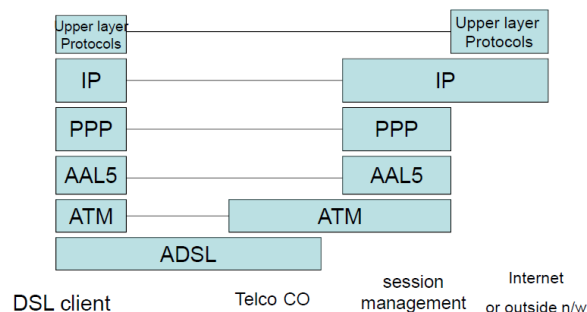 Upper layer
Protocols
Upper layer
Protocols
IP
IP
PPP
PPP
AAL5
AAL5
ATM
ATM
ADSL
DSL client
Telco CO
session
management
Internet
or outside n/w